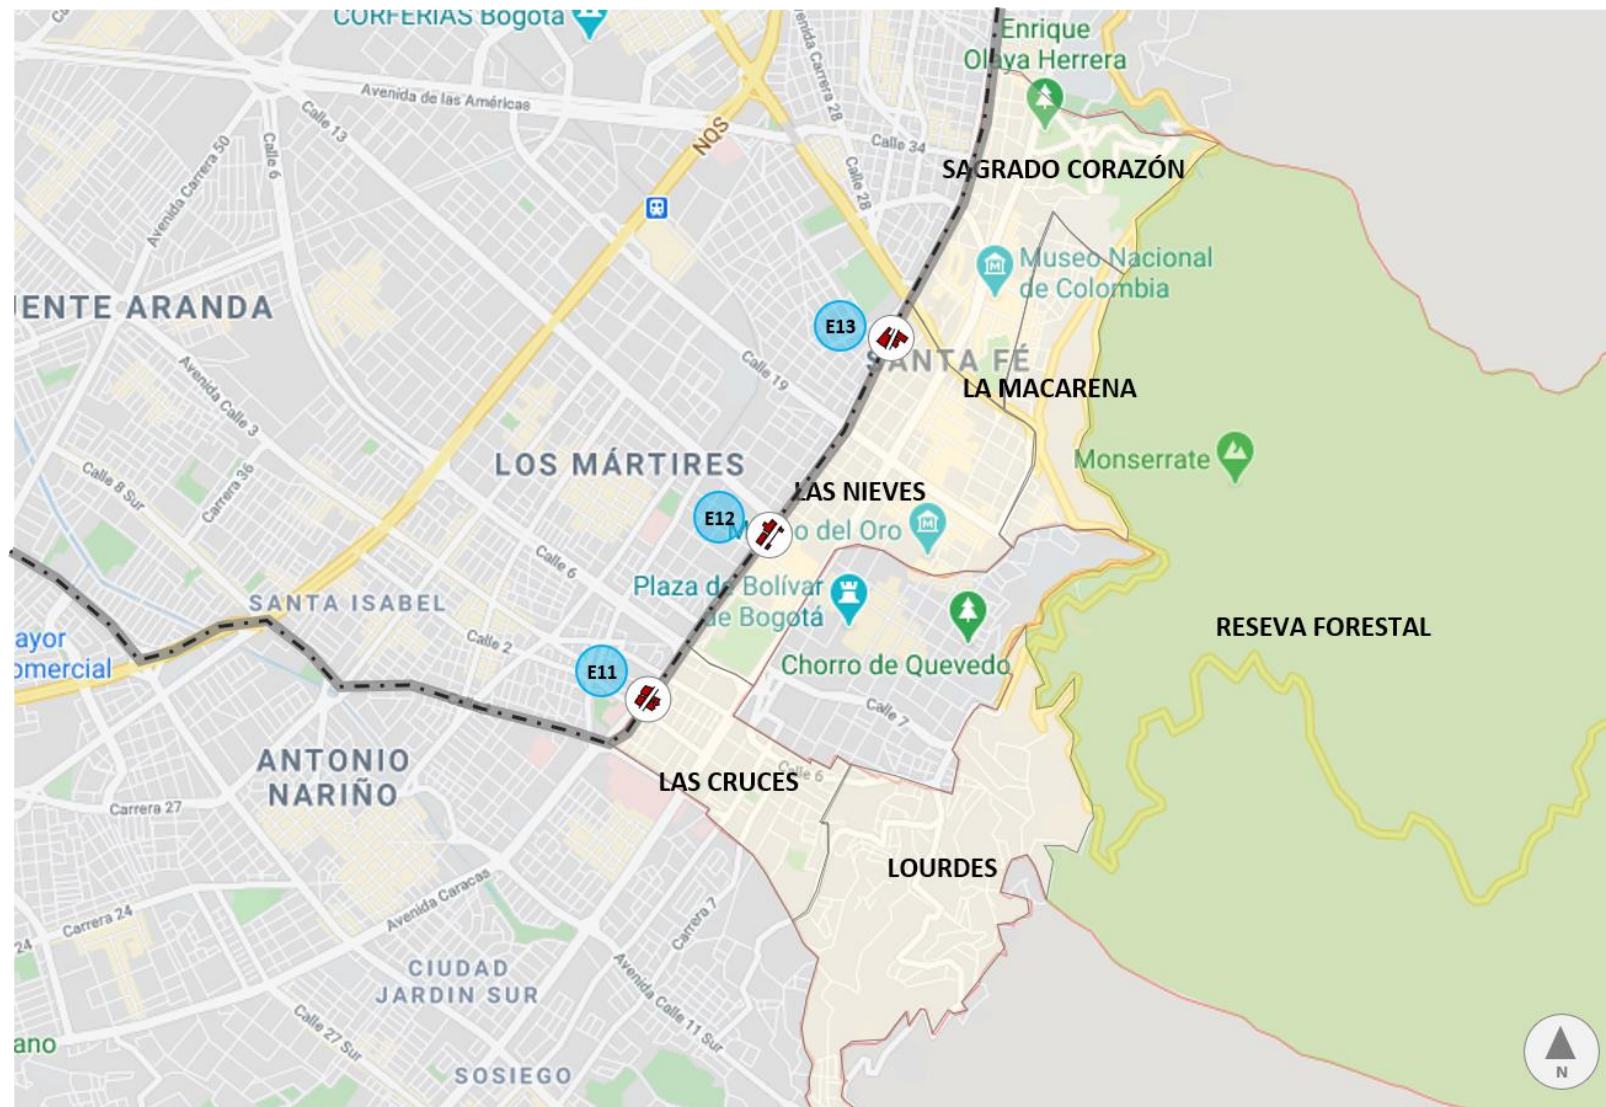 CORFERIAS Bogotá
Enrique
Olaya Herrera
Avenida Carrera 28
Avenida de las Américas
Calle 13
NQS
Calle 34
Avenida Carrera 50
Calle 6
Calle 28
SAGRADO CORAZÓN
Museo Nacional
de Colombia
ENTE ARANDA
E13
SANTA FÉ
Calle 19
LA MACARENA
Avenida Calle 3
LOS MÁRTIRES
Monserrate
Calle 8 Sur
Carrera 36
LAS NIEVES
E12
o del Oro
Calle 6
Plaza de Bolívar
de Bogotá
SANTA ISABEL
RESEVA FORESTAL
ayor
omercial
Calle 2
E11
Chorro de Quevedo
Calle 7
ANTONIO
NARIÑO
LAS CRUCES
Calle 6
Carrera 27
LOURDES
Avenida Caracas
Carrera 24
24
Carrera 7
CIUDAD
JARDIN SUR
Avenida Calle 11 Sur
Calle 27 Sur
ano
SOSIEGO
N